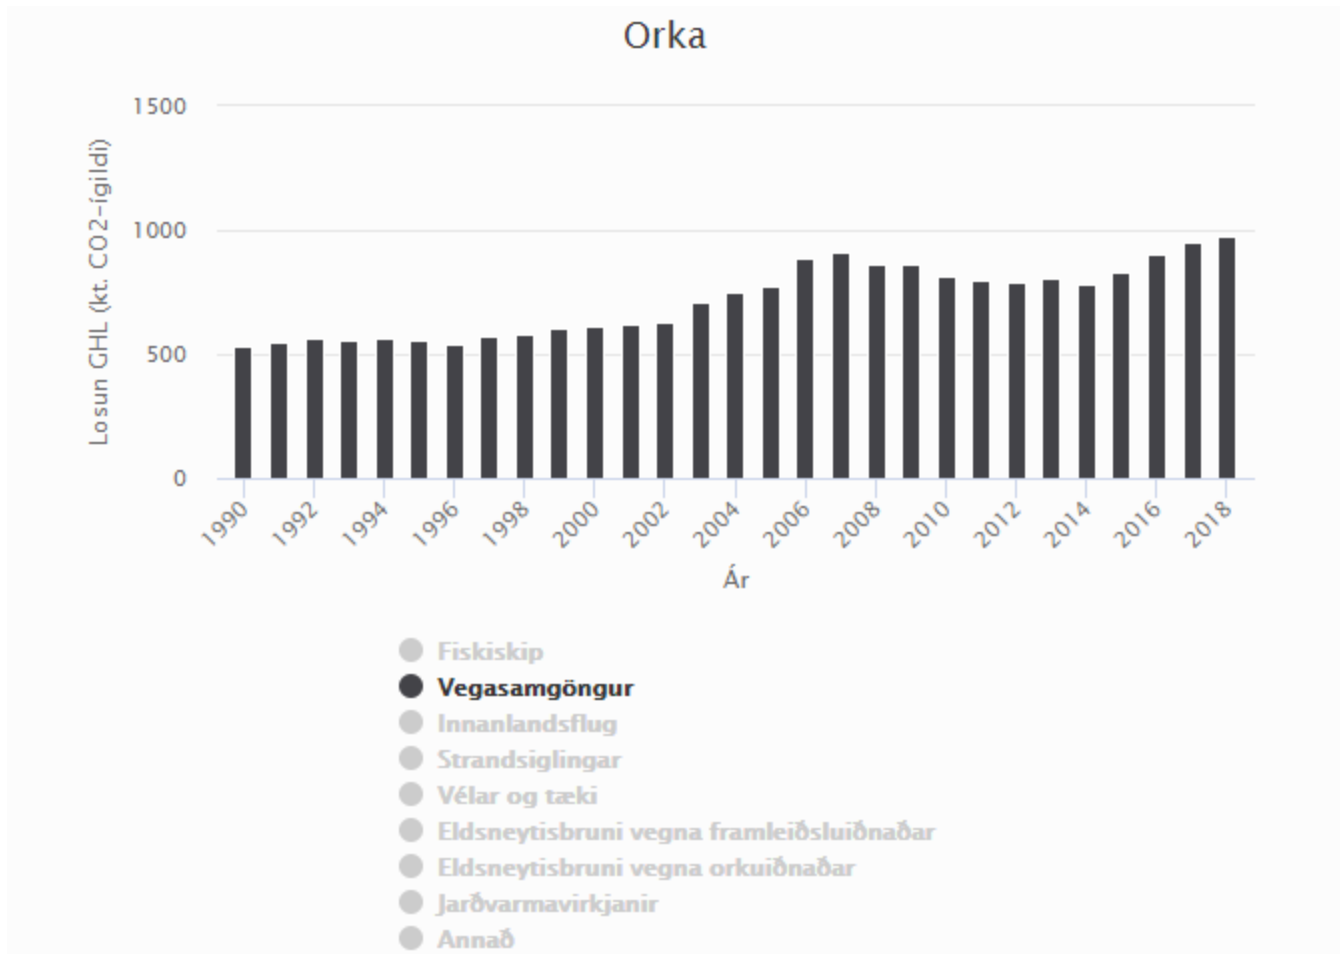 Orka
1500
1000
500
0
Losun GHL (kt. CO2-ígildi)
1990 1992 1994 1996 1998 2000 2002 2004 2006 2008 2010 2012 2014 2016 2018
Ár
Fiskiskip
Vegasamgöngur
Innanlandsflug
Strandsiglingar
Vélar og tæki
Eldsneytisbruni vegna framleiðsluiðnaðar
Eldsneytisbruni vegna orkuiðnaðar
Jarðvarmavirkjanir
Annað